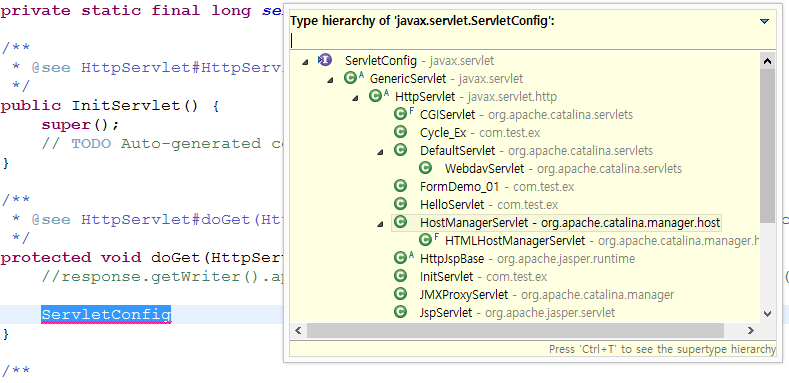 private static final long se
/**
* @see HttpServlet#HttpServ
*/
public InitServlet() {
super();
// TODO Auto-generated co
}
/**
* @see HttpServlet#doGet(Ht
*/
protected void doGet(HttpServ
//response.getWriter().ap
ServletConfig
}
/**
Type hierarchy of 'javax.servlet.ServletConfig':
I ServletConfig - javax.servlet
C A GenericServlet - javax.servlet
C A HttpServlet - javax.servlet.http
C F CGIServlet - org.apache.catalina.servlets
C Cycle_Ex - com.test.ex
C DefaultServlet - org.apache.catalina.servlets
C WebdavServlet - org.apache.catalina.servlets
C FormDemo_01 - com.test.ex
C HelloServlet - com.test.ex
C HostManagerServlet - org.apache.catalina.manager.host
C F HTMLHostManagerServlet - org.apache.catalina.manager.h
C A HttpJspBase - org.apache.jasper.runtime
C InitServlet - com.test.ex
C JMXProxyServlet - org.apache.catalina.manager
C JspServlet - org.apache.jasper.servlet
Press 'Ctrl+T' to see the supertype hierarchy
(